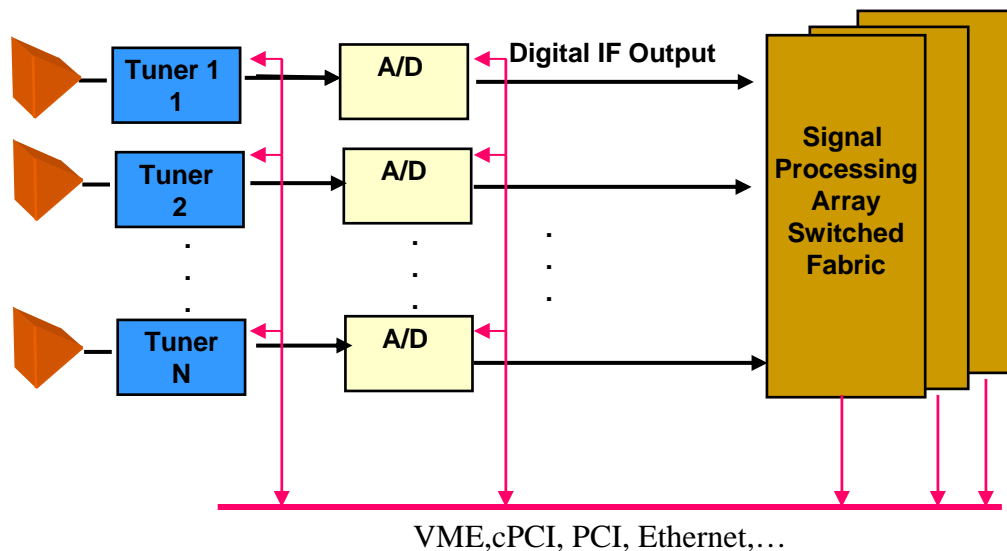 Tuner 1
1
A/D
Digital IF Output
Tuner
2
A/D
Signal
Processing
Array
Switched
Fabric
Tuner
N
A/D
VME,cPCI, PCI, Ethernet,…